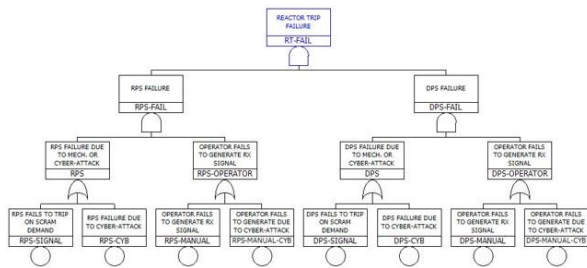 REACTOR TRIP
FAILURE
RT-FAIL
RPS FAILURE
RPS-FAIL
DPS FAILURE
DPS-FAIL
RPS FAILURE DUE
TO MECH. OR
CYBER-ATTACK
RPS
OPERATOR FAILS
TO GENERATE RX
SIGNAL
RPS-OPERATOR
DPS FAILURE DUE
TO MECH. OR
CYBER-ATTACK
DPS
OPERATOR FAILS
TO GENERATE RX
SIGNAL
DPS-OPERATOR
RPS FAILS TO TRIP
ON SCRAM
DEMAND
RPS-SIGNAL
RPS FAILURE DUE
TO CYBER-ATTACK
RPS-CYB
OPERATOR FAILS
TO GENERATE RX
SIGNAL
RPS-MANUAL
OPERATOR FAILS
TO GENERATE DUE
TO CYBER-ATTACK
RPS-MANUAL-CYB
DPS FAILS TO TRIP
ON SCRAM
DEMAND
DPS-SIGNAL
DPS FAILURE DUE
TO CYBER-ATTACK
DPS-CYB
OPERATOR FAILS
TO GENERATE RX
SIGNAL
DPS-MANUAL
OPERATOR FAILS
TO GENERATE DUE
TO CYBER-ATTACK
DPS-MANUAL-CYB